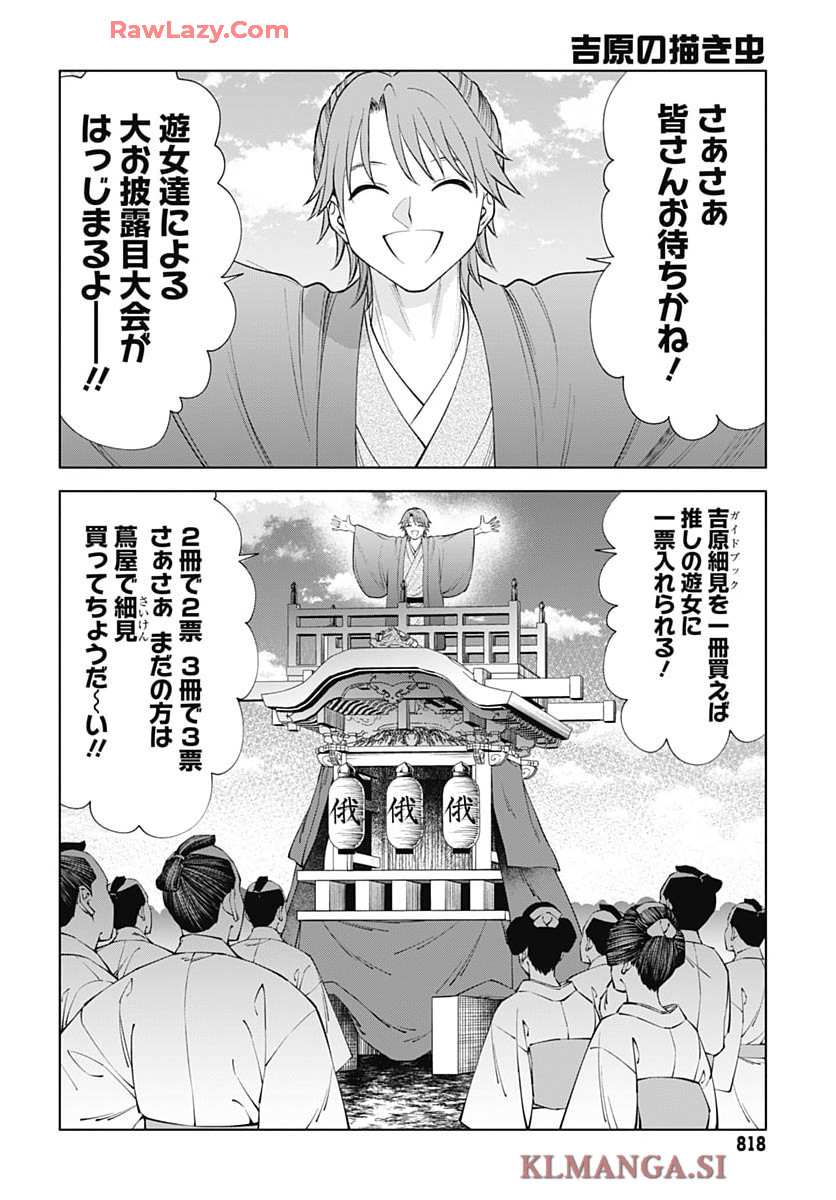 RawLazy.Com
吉原の描き虫
さあさあ
皆さんお待ちかね！
遊女達による
大お披露目大会が
はっじまるよ――!!
吉原細見を一冊買えば
ガイドブック
推しの遊女に
一票入れられる！
2冊で2票 3冊で3票
さぁさぁ まだの方は
蔦屋で細見
さいけん
買ってちょうだ〜い!!
俄
俄
俄
818
KLMANGA.SI